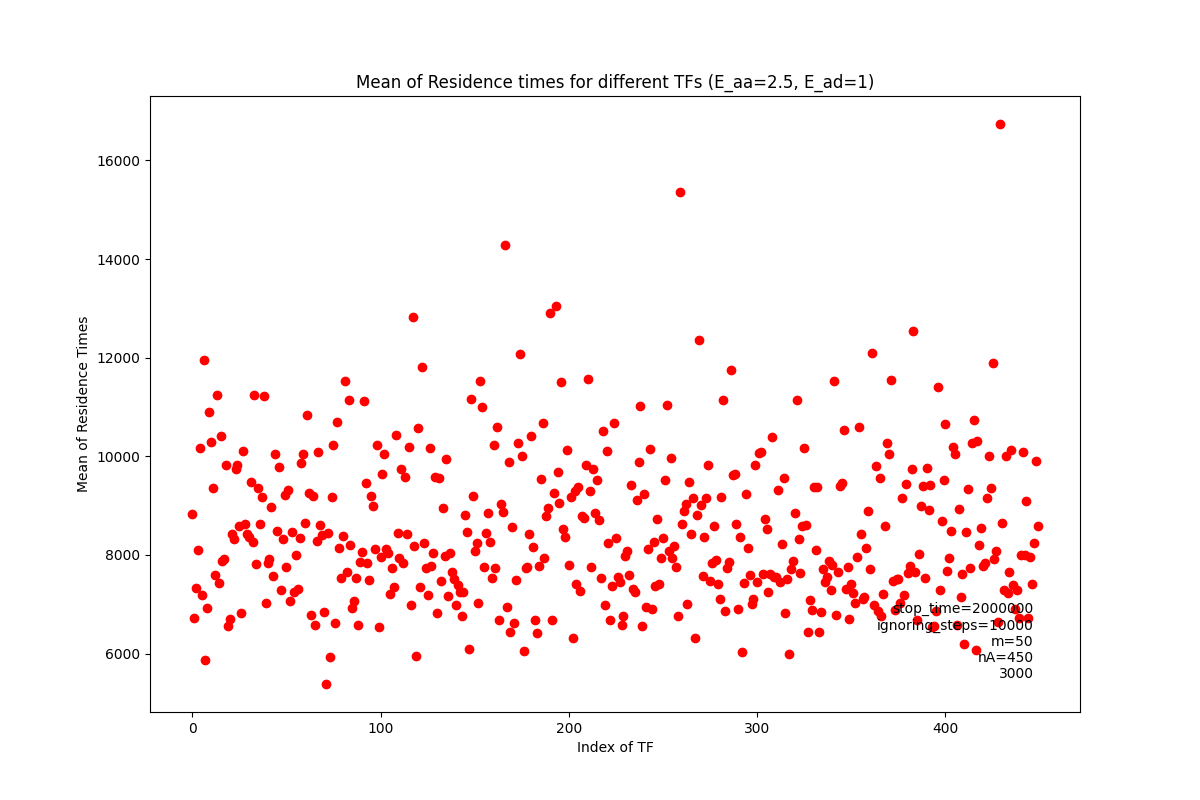 Mean of Residence times for different TFs (E_aa=2.5, E_ad=1)
Mean of Residence Times
16000
14000
12000
10000
8000
6000
stop_time=2000000
ignoring_steps=10000
m=50
nA=450
3000
0
100
200
300
400
Index of TF